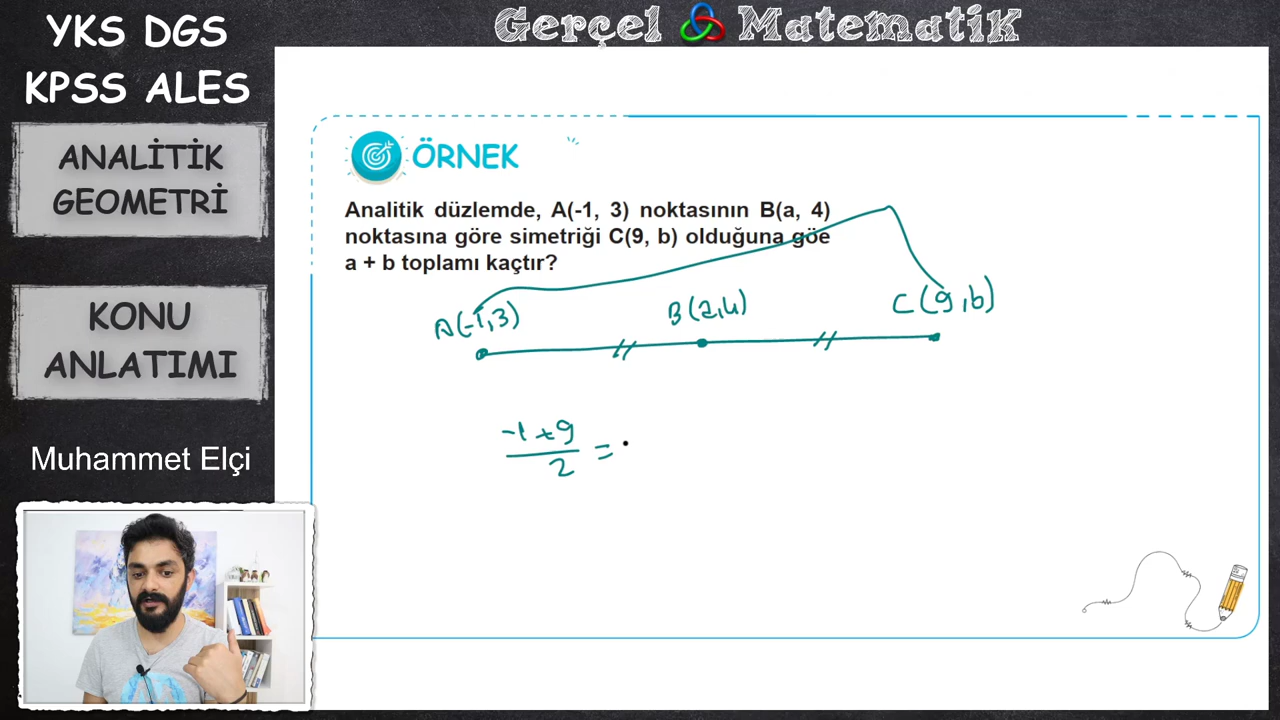 Gerçel Matematik
YKS DGS
KPSS ALES
ANALİTİK
GEOMETRİ
KONU
ANLATIMI
Muhammet Elçi
ÖRNEK
Analitik düzlemde, A(-1, 3) noktasının B(a, 4)
noktasına göre simetriği C(9, b) olduğuna göe
a + b toplamı kaçtır?
A(-1,3) B(a,4) C(9,b)
-1+9
2 =